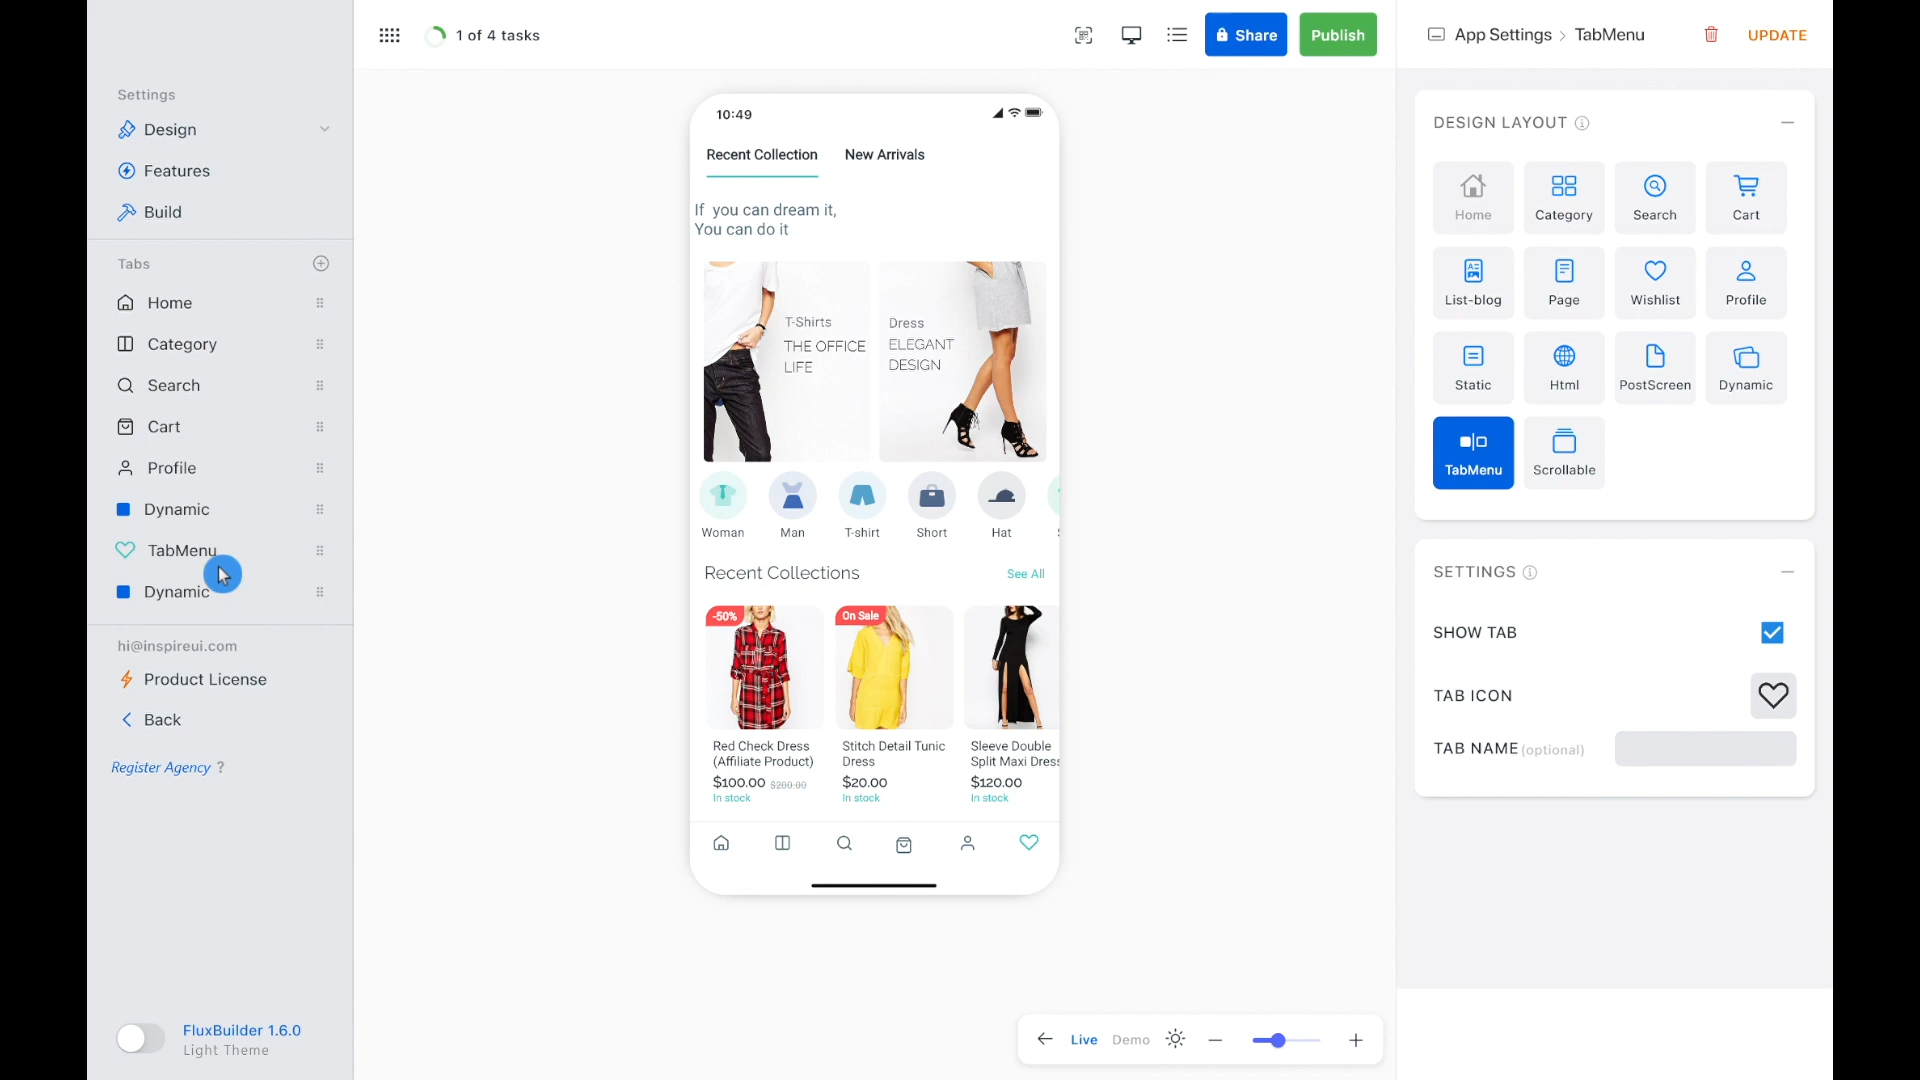 1 of 4 tasks
Share
Publish
App Settings > TabMenu
UPDATE
Settings
Design
Features
Build
Tabs
Home
Category
Search
Cart
Profile
Dynamic
TabMenu
Dynamic
hi@inspireui.com
Product License
Back
Register Agency ?
FluxBuilder 1.6.0
Light Theme
10:49
Recent Collection
New Arrivals
If you can dream it,
You can do it
T-Shirts
THE OFFICE
LIFE
Dress
ELEGANT
DESIGN
Woman
Man
T-shirt
Short
Hat
Recent Collections
See All
-50%
On Sale
Red Check Dress
(Affiliate Product)
$100.00 $200.00
In stock
Stitch Detail Tunic
Dress
$20.00
In stock
Sleeve Double
Split Maxi Dress
$120.00
In stock
Live
Demo
DESIGN LAYOUT
Home
Category
Search
Cart
List-blog
Page
Wishlist
Profile
Static
Html
PostScreen
Dynamic
TabMenu
Scrollable
SETTINGS
SHOW TAB
TAB ICON
TAB NAME (optional)